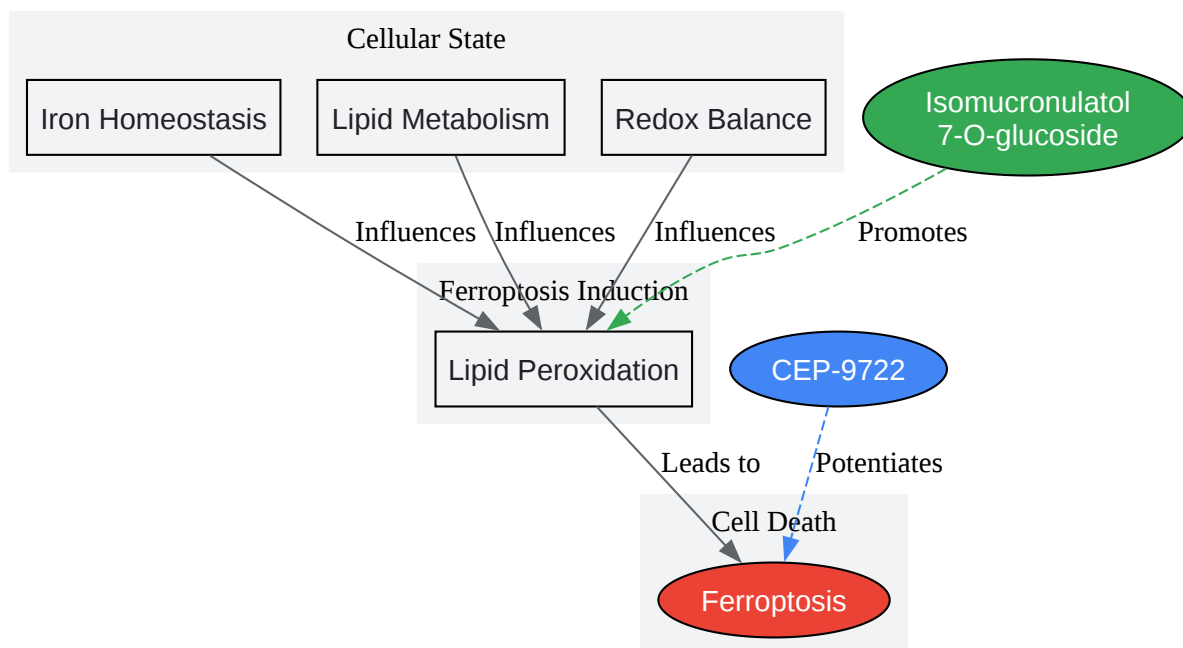 Cellular State
Iron Homeostasis
Lipid Metabolism
Redox Balance
Isomucronulatol
7-O-glucoside
Influences
Influences
Influences
Promotes
Ferroptosis Induction
Lipid Peroxidation
CEP-9722
Leads to
Potentiates
Cell Death
Ferroptosis